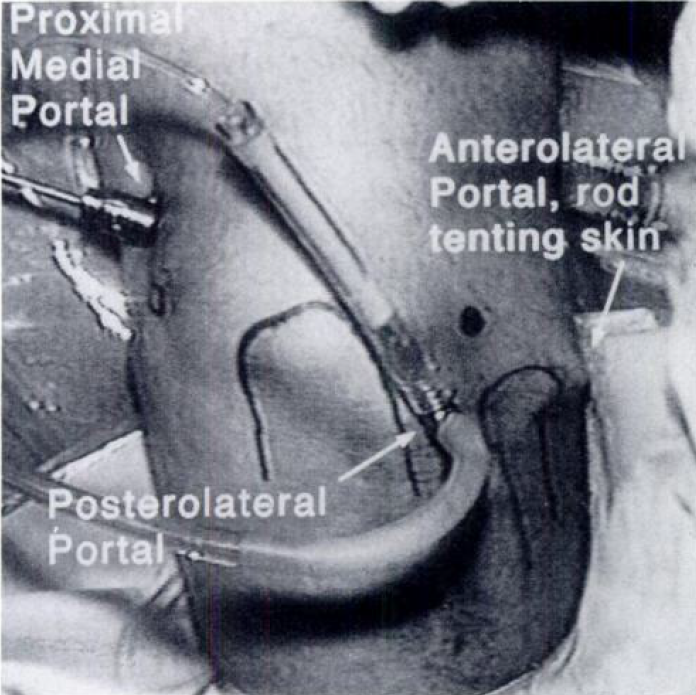 Proximal
Medial
Portal
Anterolateral
Portal, rod
tenting skin
Posterolateral
Portal